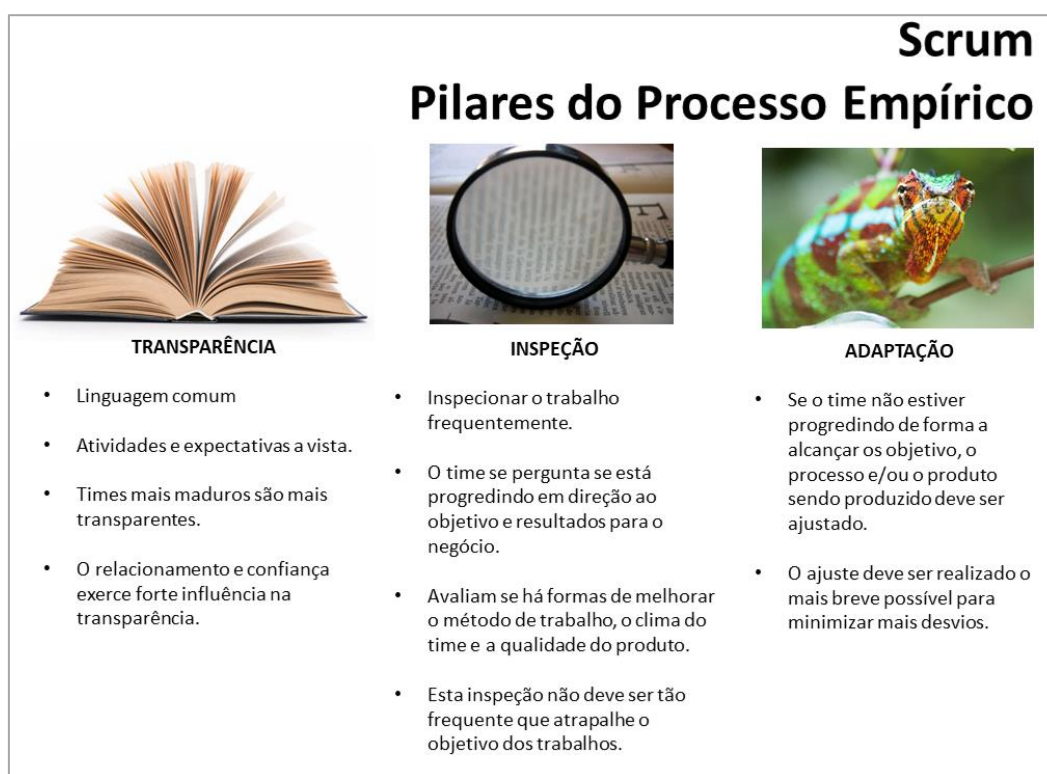 Scrum
Pilares do Processo Empírico
TRANSPARÊNCIA
• Linguagem comum
• Atividades e expectativas a vista.
• Times mais maduros são mais
transparentes.
• O relacionamento e confiança
exerce forte influência na
transparência.
INSPEÇÃO
• Inspecionar o trabalho
frequentemente.
• O time se pergunta se está
progredindo em direção ao
objetivo e resultados para o
negócio.
• Avaliam se há formas de melhorar
o método de trabalho, o clima do
time e a qualidade do produto.
• Esta inspeção não deve ser tão
frequente que atrapalhe o
objetivo dos trabalhos.
ADAPTAÇÃO
• Se o time não estiver
progredindo de forma a
alcançar os objetivo, o
processo e/ou o produto
sendo produzido deve ser
ajustado.
• O ajuste deve ser realizado o
mais breve possível para
minimizar mais desvios.